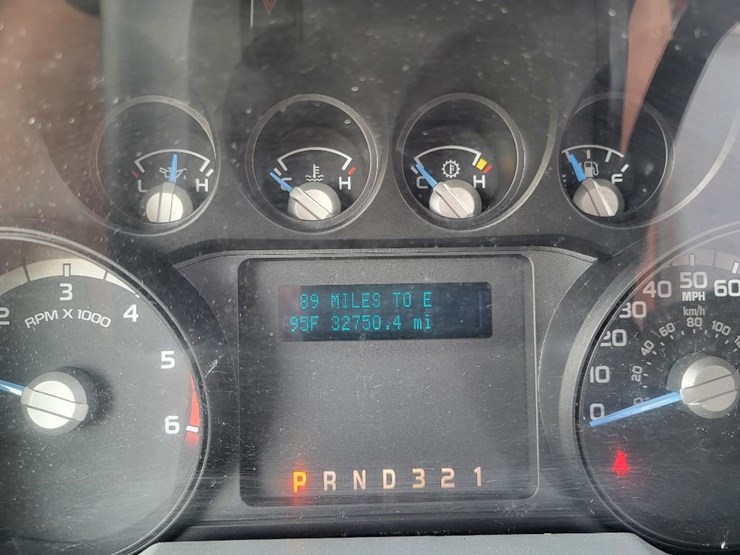 L H
C H
C H
F
89 MILES TO E
95F 32750.4 mi
2 3 4 5 6
RPM X 1000
10 20 30 40 50 60
0
MPH
km/h
20 40 60 80 100
P R N D 3 2 1